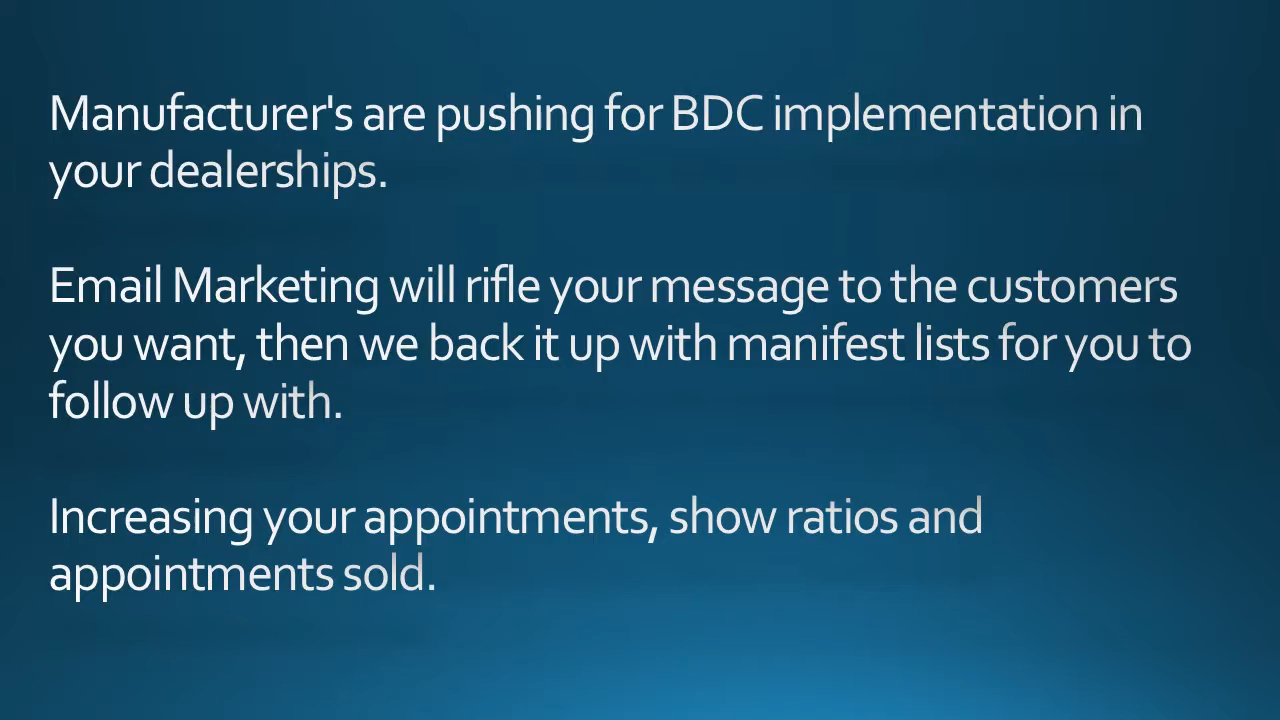 Manufacturer's are pushing for BDC implementation in
your dealerships.
Email Marketing will rifle your message to the customers
you want, then we back it up with manifest lists for you to
follow up with.
Increasing your appointments, show ratios and
appointments sold.